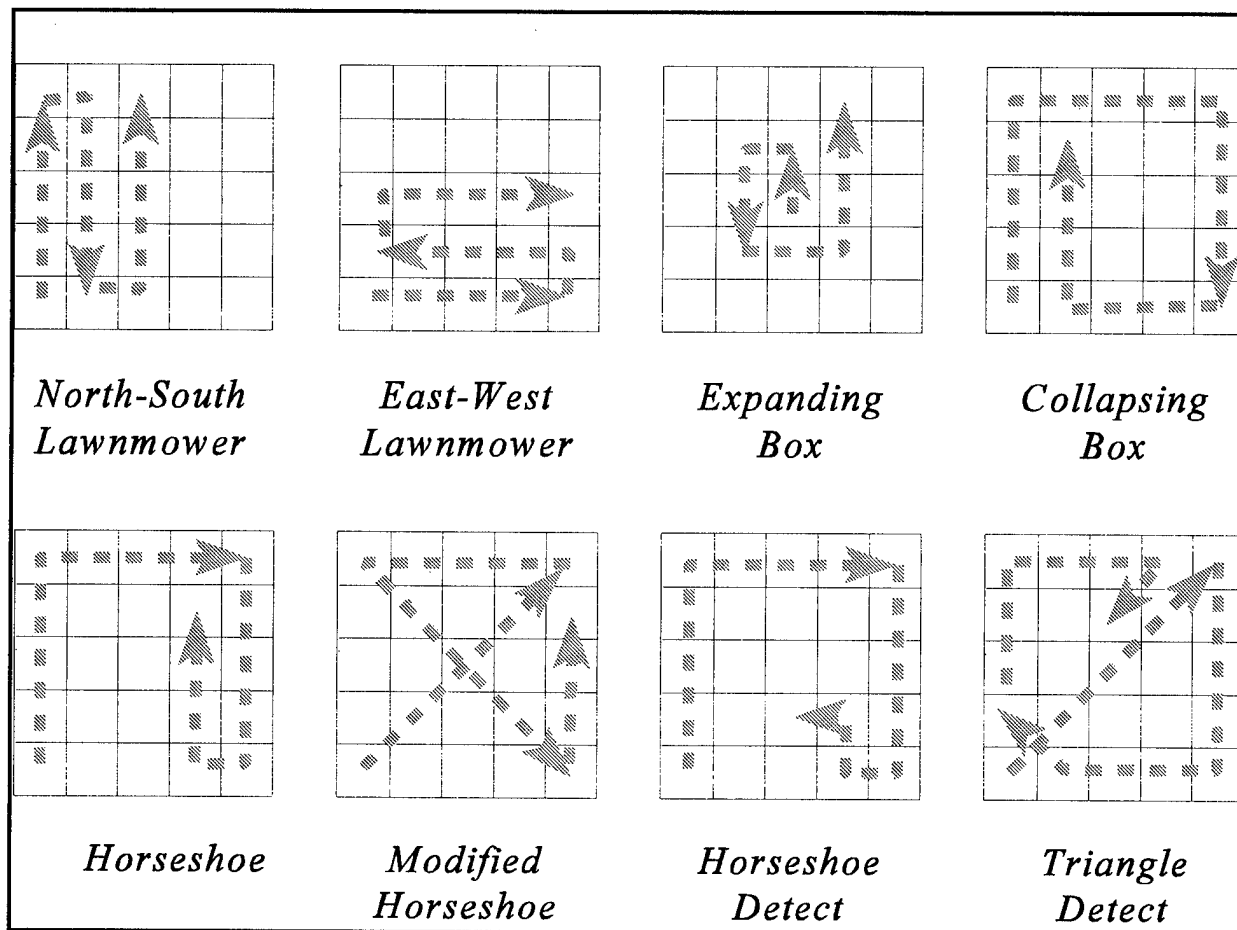 North-South
Lawnmower
East-West
Lawnmower
Expanding
Box
Collapsing
Box
Horseshoe
Modified
Horseshoe
Horseshoe
Detect
Triangle
Detect